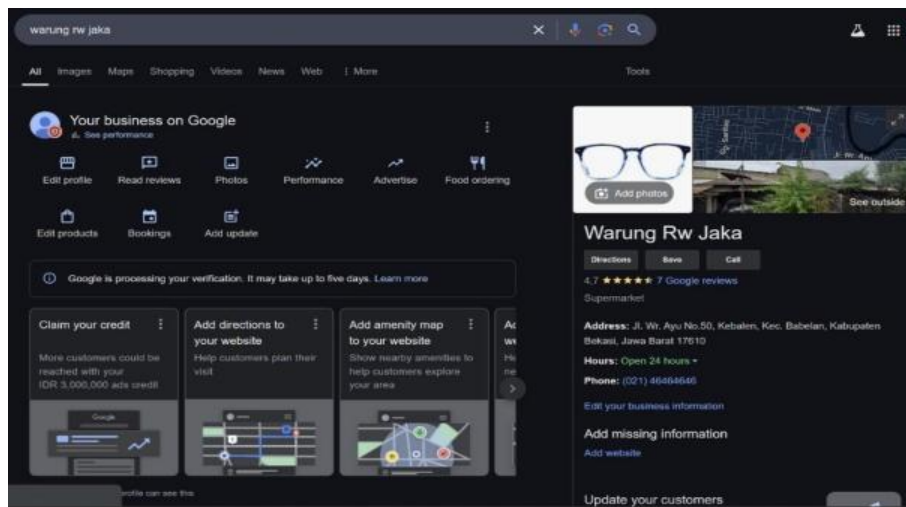 warung rw jaka
All Images Maps Shopping Videos News Web More Tools
Your business on Google
See performance
Edit profile Read reviews Photos Performance Advertise Food ordering
Edit products Bookings Add update
Google is processing your verification. It may take up to five days. Learn more
Claim your credit
More customers could be
reached with your
IDR 3,000,000 ads credit
Google
Add directions to
your website
Help customers plan their
visit
Add amenity map
to your website
Show nearby amenities to
help customers explore
your area
profile can see this
Add photos
See outside
Warung Rw Jaka
Directions Save Call
4,7 7 Google reviews
Supermarket
Address: Jl. Wr. Ayu No.50, Kebalen, Kec. Babelan, Kabupaten
Bekasi, Jawa Barat 17610
Hours: Open 24 hours
Phone: (021) 46464646
Edit your business information
Add missing information
Add website
Update your customers